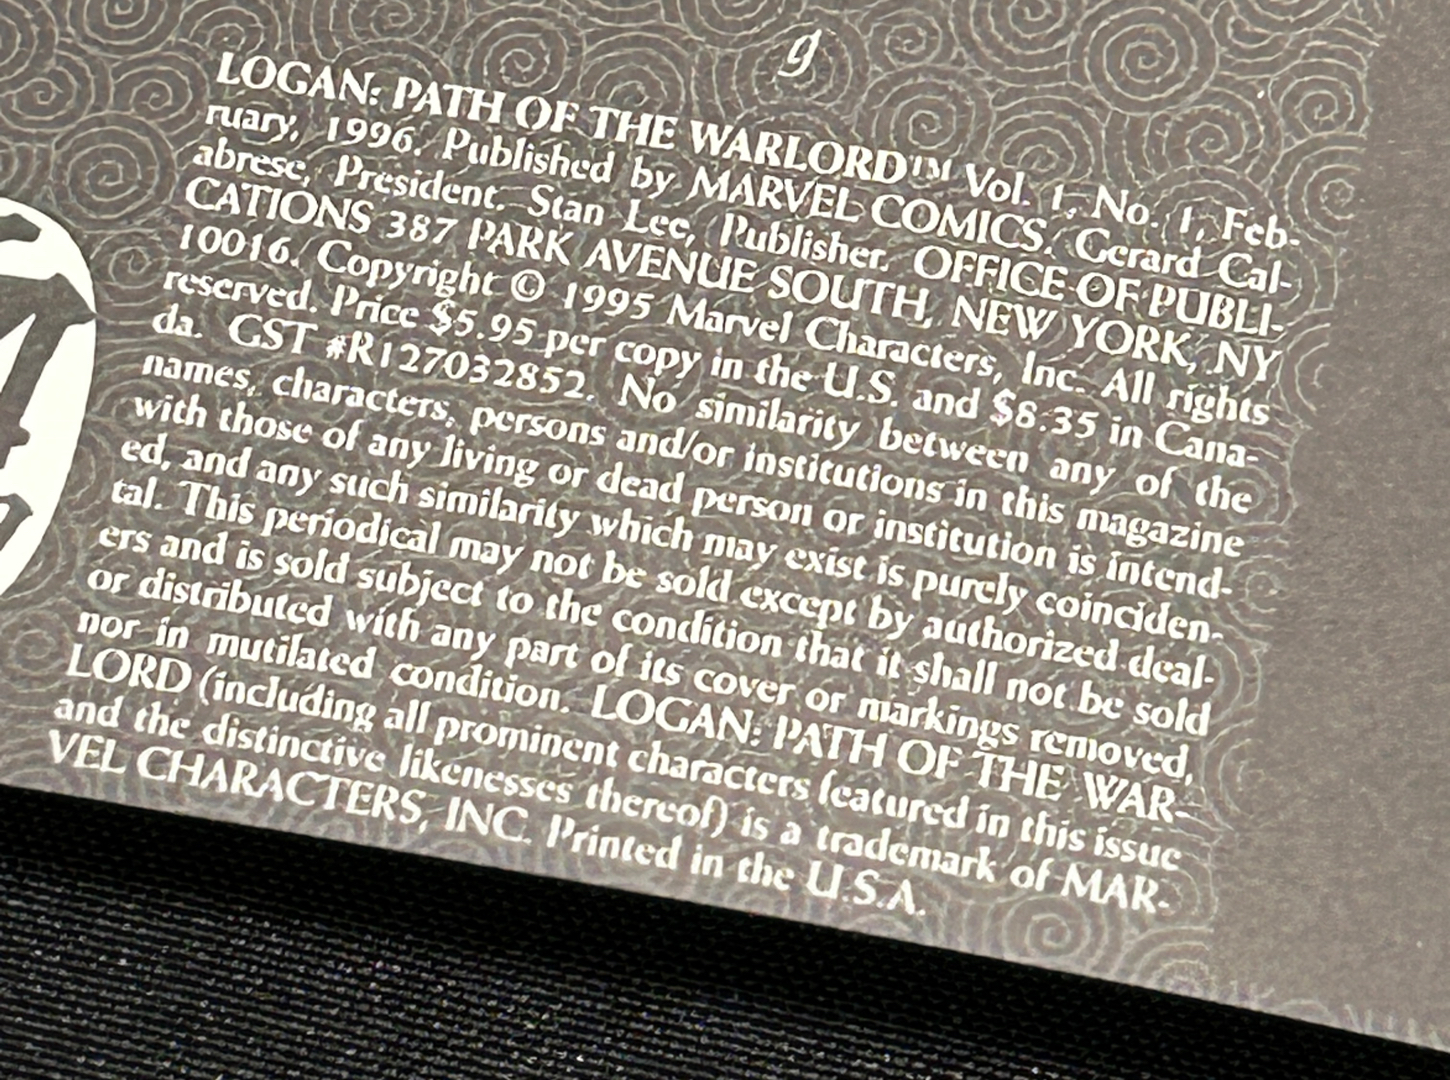 g
LOGAN: PATH OF THE WARLORD™ Vol. 1, No. 1, Feb-
ruary, 1996. Published by MARVEL COMICS, Gerard Cal-
abrese, President. Stan Lee, Publisher. OFFICE OF PUBLI-
CATIONS 387 PARK AVENUE SOUTH, NEW YORK, NY
10016. Copyright © 1995 Marvel Characters, Inc. All rights
reserved. Price $5.95 per copy in the U.S. and $8.35 in Cana-
da. GST #R127032852. No similarity between any of the
names, characters, persons and/or institutions in this magazine
with those of any living or dead person or institution is intend-
ed, and any such similarity which may exist is purely coinciden-
tal. This periodical may not be sold except by authorized deal-
ers and is sold subject to the condition that it shall not be sold
or distributed with any part of its cover or markings removed,
nor in mutilated condition. LOGAN: PATH OF THE WAR-
LORD (including all prominent characters featured in this issue
and the distinctive likenesses thereof) is a trademark of MAR-
VEL CHARACTERS, INC. Printed in the U.S.A.